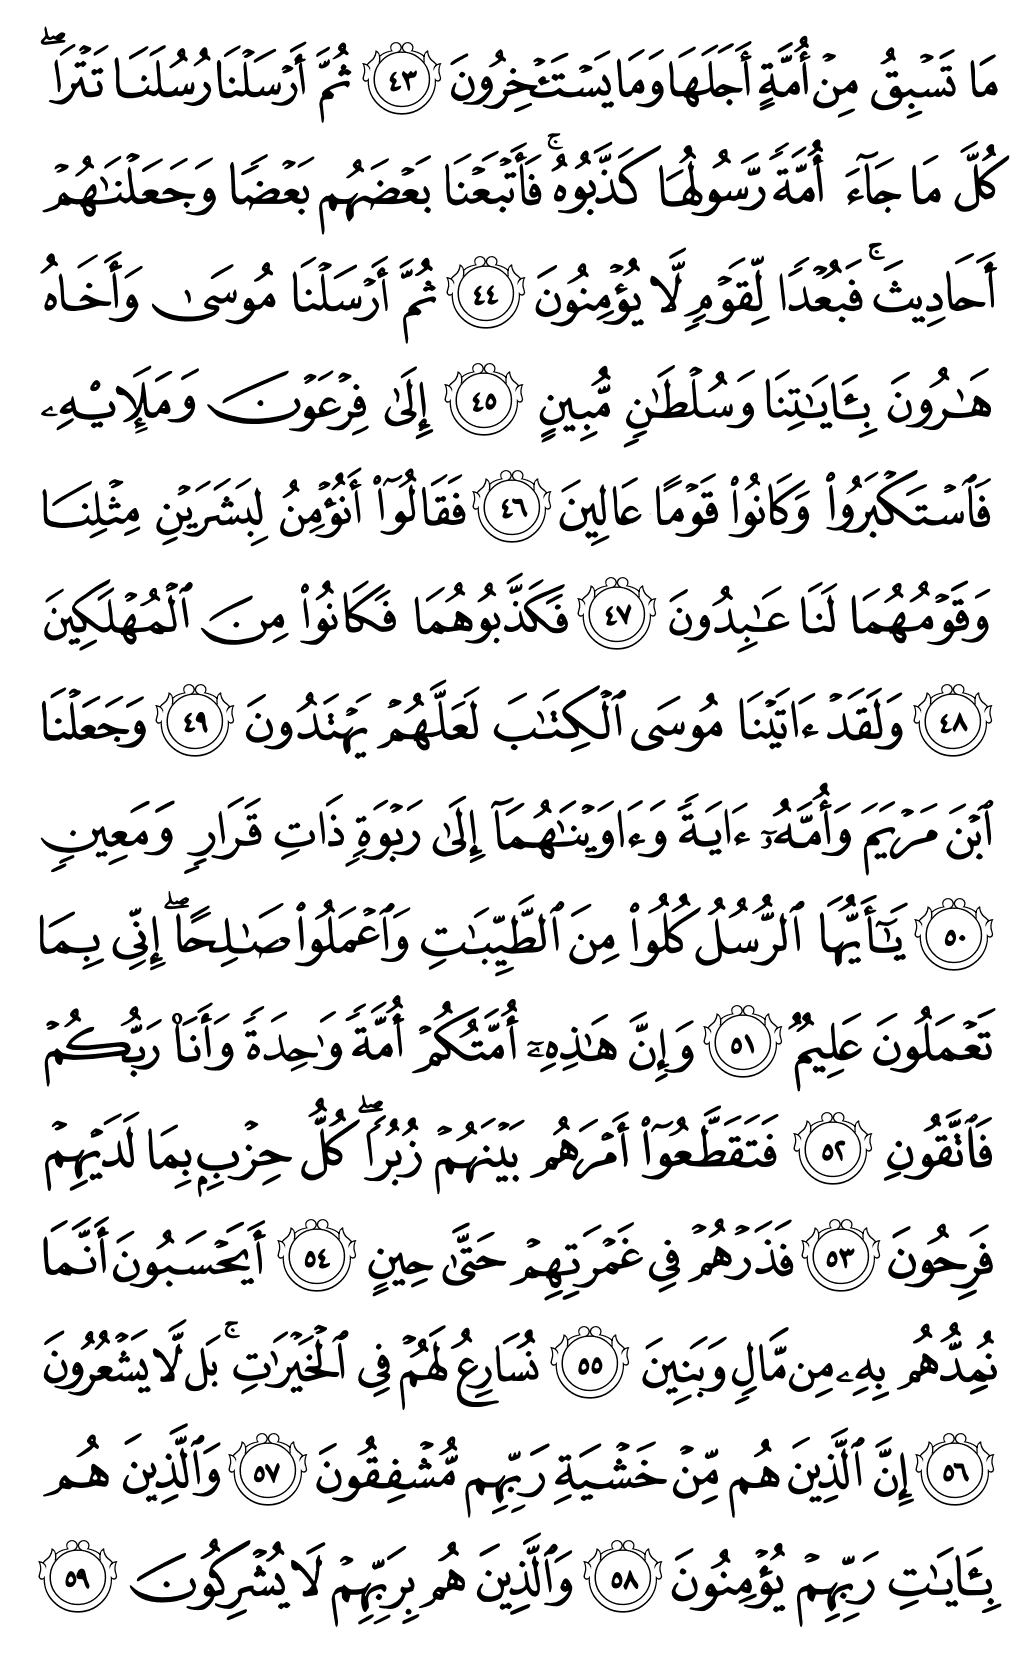 مَا تَسْبِقُ مِنْ أُمَّةٍ أَجَلَهَا وَمَا يَسْتَـْٔخِرُونَ ٤٣ ثُمَّ أَرْسَلْنَا رُسُلَنَا تَتْرَاۖ
كُلَّ مَا جَآءَ أُمَّةً رَّسُولُهَا كَذَّبُوهُۚ فَأَتْبَعْنَا بَعْضَهُم بَعْضًا وَجَعَلْنَـٰهُمْ
أَحَادِيثَۚ فَبُعْدًا لِّقَوْمٍ لَّا يُؤْمِنُونَ ٤٤ ثُمَّ أَرْسَلْنَا مُوسَىٰ وَأَخَاهُ
هَـٰرُونَ بِـَٔايَـٰتِنَا وَسُلْطَـٰنٍ مُّبِينٍ ٤٥ إِلَىٰ فِرْعَوْنَ وَمَلَإِيْهِۦ
فَٱسْتَكْبَرُوا۟ وَكَانُوا۟ قَوْمًا عَالِينَ ٤٦ فَقَالُوٓا۟ أَنُؤْمِنُ لِبَشَرَيْنِ مِثْلِنَا
وَقَوْمُهُمَا لَنَا عَـٰبِدُونَ ٤٧ فَكَذَّبُوهُمَا فَكَانُوا۟ مِنَ ٱلْمُهْلَكِينَ
٤٨ وَلَقَدْ ءَاتَيْنَا مُوسَى ٱلْكِتَـٰبَ لَعَلَّهُمْ يَهْتَدُونَ ٤٩ وَجَعَلْنَا
ٱبْنَ مَرْيَمَ وَأُمَّهُۥٓ ءَايَةً وَءَاوَيْنَـٰهُمَآ إِلَىٰ رَبْوَةٍ ذَاتِ قَرَارٍ وَمَعِينٍ
٥٠ يَـٰٓأَيُّهَا ٱلرُّسُلُ كُلُوا۟ مِنَ ٱلطَّيِّبَـٰتِ وَٱعْمَلُوا۟ صَـٰلِحًاۖ إِنِّى بِمَا
تَعْمَلُونَ عَلِيمٌ ٥١ وَإِنَّ هَـٰذِهِۦٓ أُمَّتُكُمْ أُمَّةً وَٰحِدَةً وَأَنَا۠ رَبُّكُمْ
فَٱتَّقُونِ ٥٢ فَتَقَطَّعُوٓا۟ أَمْرَهُم بَيْنَهُمْ زُبُرًاۖ كُلُّ حِزْبٍۭ بِمَا لَدَيْهِمْ
فَرِحُونَ ٥٣ فَذَرْهُمْ فِى غَمْرَتِهِمْ حَتَّىٰ حِينٍ ٥٤ أَيَحْسَبُونَ أَنَّمَا
نُمِدُّهُم بِهِۦ مِن مَّالٍ وَبَنِينَ ٥٥ نُسَارِعُ لَهُمْ فِى ٱلْخَيْرَٰتِۚ بَل لَّا يَشْعُرُونَ
٥٦ إِنَّ ٱلَّذِينَ هُم مِّنْ خَشْيَةِ رَبِّهِم مُّشْفِقُونَ ٥٧ وَٱلَّذِينَ هُم
بِـَٔايَـٰتِ رَبِّهِمْ يُؤْمِنُونَ ٥٨ وَٱلَّذِينَ هُم بِرَبِّهِمْ لَا يُشْرِكُونَ ٥٩